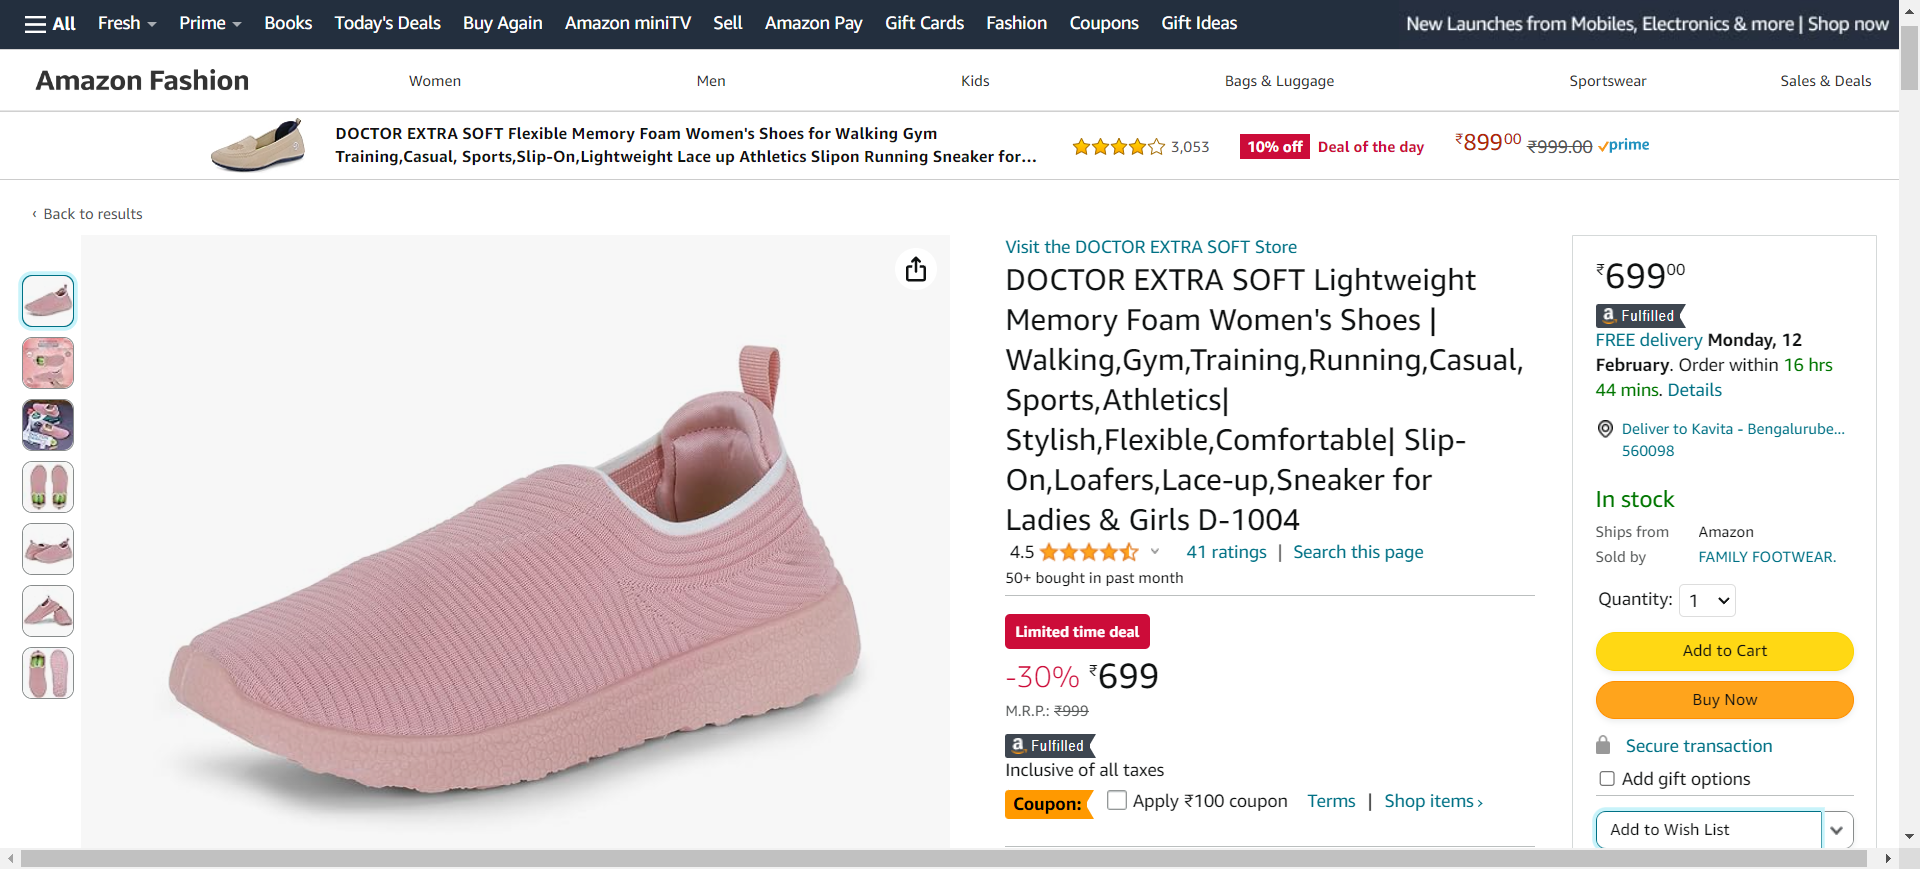 All Fresh Prime Books Today's Deals Buy Again Amazon miniTV Sell Amazon Pay Gift Cards Fashion Coupons Gift Ideas New Launches from Mobiles, Electronics & more | Shop now
Amazon Fashion Women Men Kids Bags & Luggage Sportswear Sales & Deals
DOCTOR EXTRA SOFT Flexible Memory Foam Women's Shoes for Walking Gym
Training,Casual, Sports,Slip-On,Lightweight Lace up Athletics Slipon Running Sneaker for...
3,053
10% off Deal of the day
₹89900 ₹999.00 prime
‹ Back to results
Visit the DOCTOR EXTRA SOFT Store
DOCTOR EXTRA SOFT Lightweight
Memory Foam Women's Shoes |
Walking,Gym,Training,Running,Casual,
Sports,Athletics|
Stylish,Flexible,Comfortable| Slip-
On,Loafers,Lace-up,Sneaker for
Ladies & Girls D-1004
4.5 41 ratings | Search this page
50+ bought in past month
Limited time deal
-30% ₹699
M.R.P.: ₹999
a Fulfilled
Inclusive of all taxes
Coupon: Apply ₹100 coupon Terms | Shop items ›
₹69900
a Fulfilled
FREE delivery Monday, 12
February. Order within 16 hrs
44 mins. Details
Deliver to Kavita - Bengalurube...
560098
In stock
Ships from Amazon
Sold by FAMILY FOOTWEAR.
Quantity: 1
Add to Cart
Buy Now
Secure transaction
Add gift options
Add to Wish List